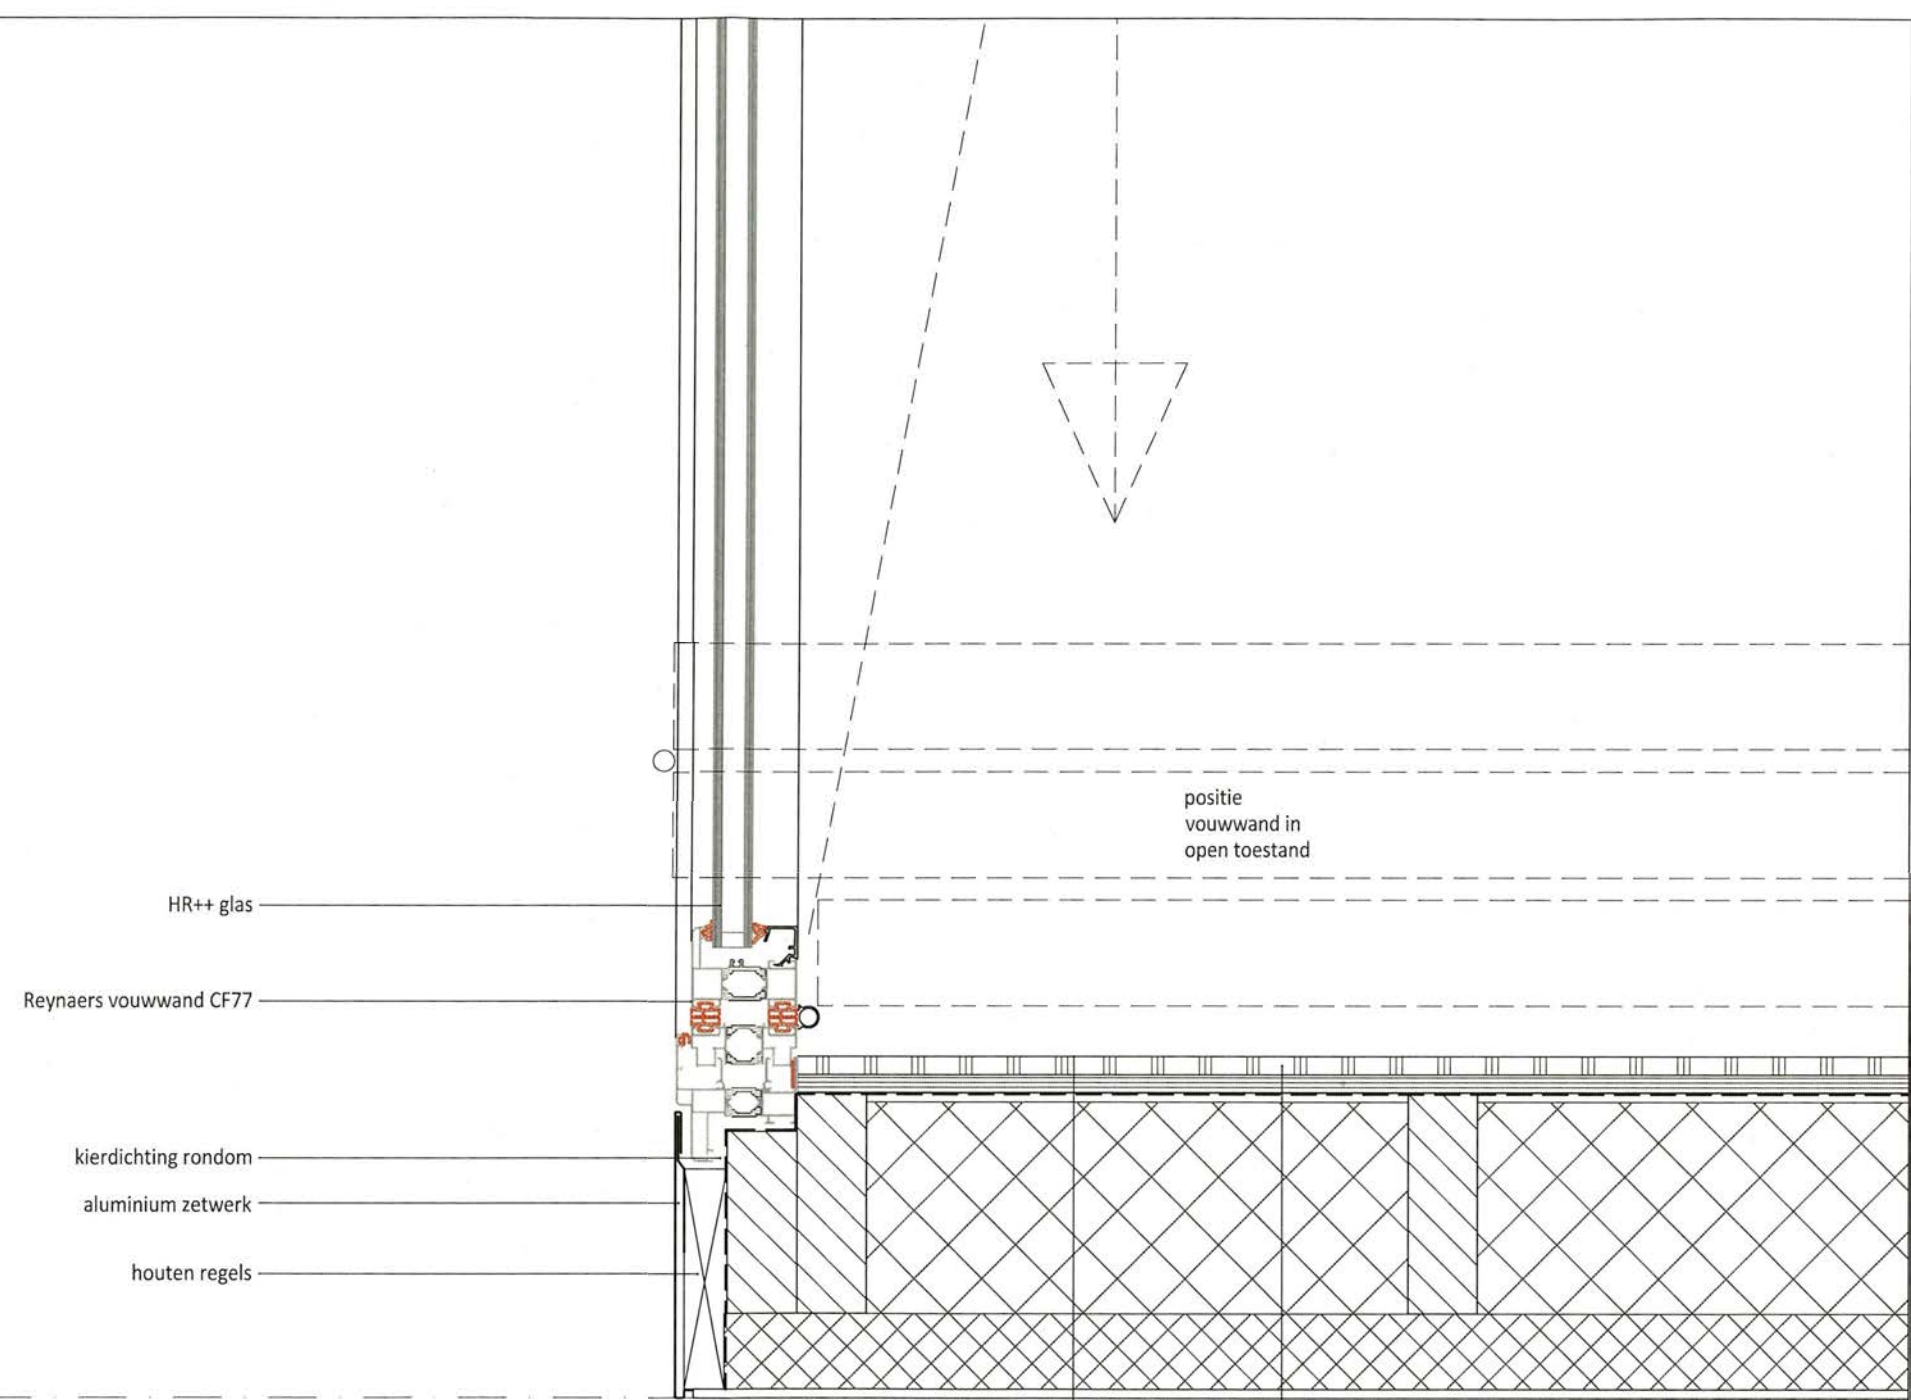 positie
vouwwand in
open toestand
HR++ glas
Reynaers vouwwand CF77
kierdichting rondom
aluminium zetwerk
houten regels